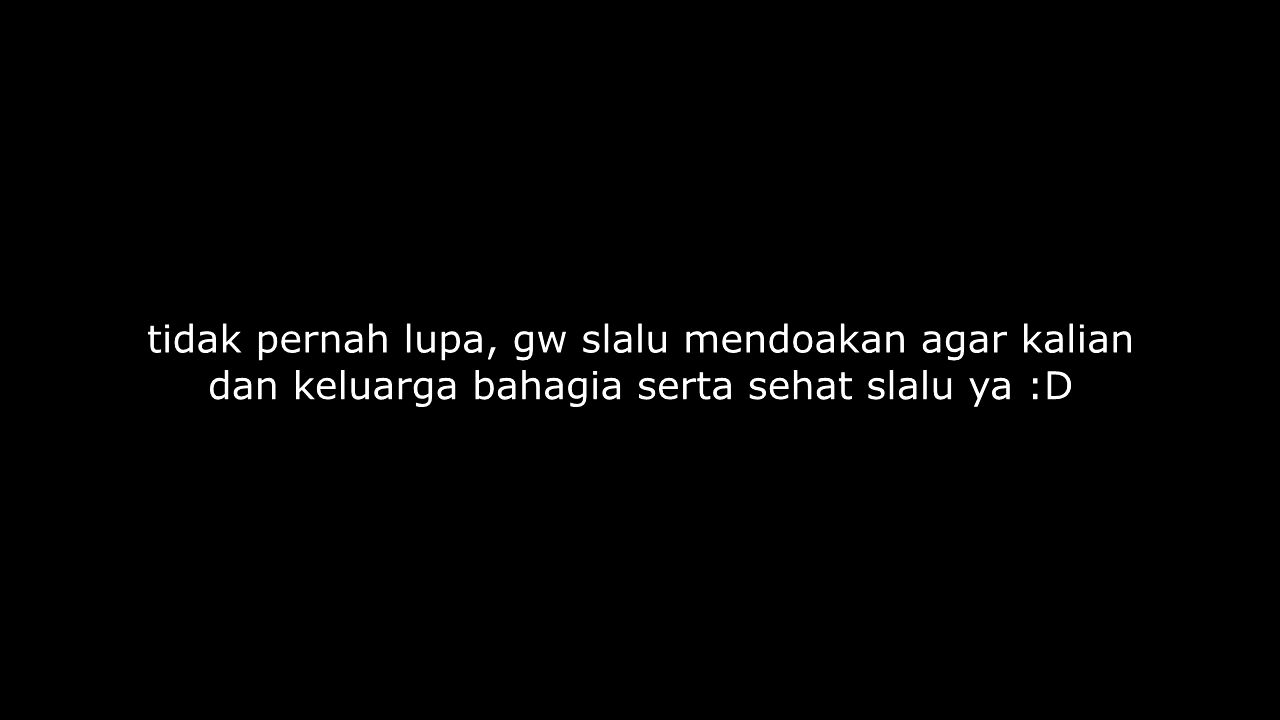 tidak pernah lupa, gw slalu mendoakan agar kalian
dan keluarga bahagia serta sehat slalu ya :D